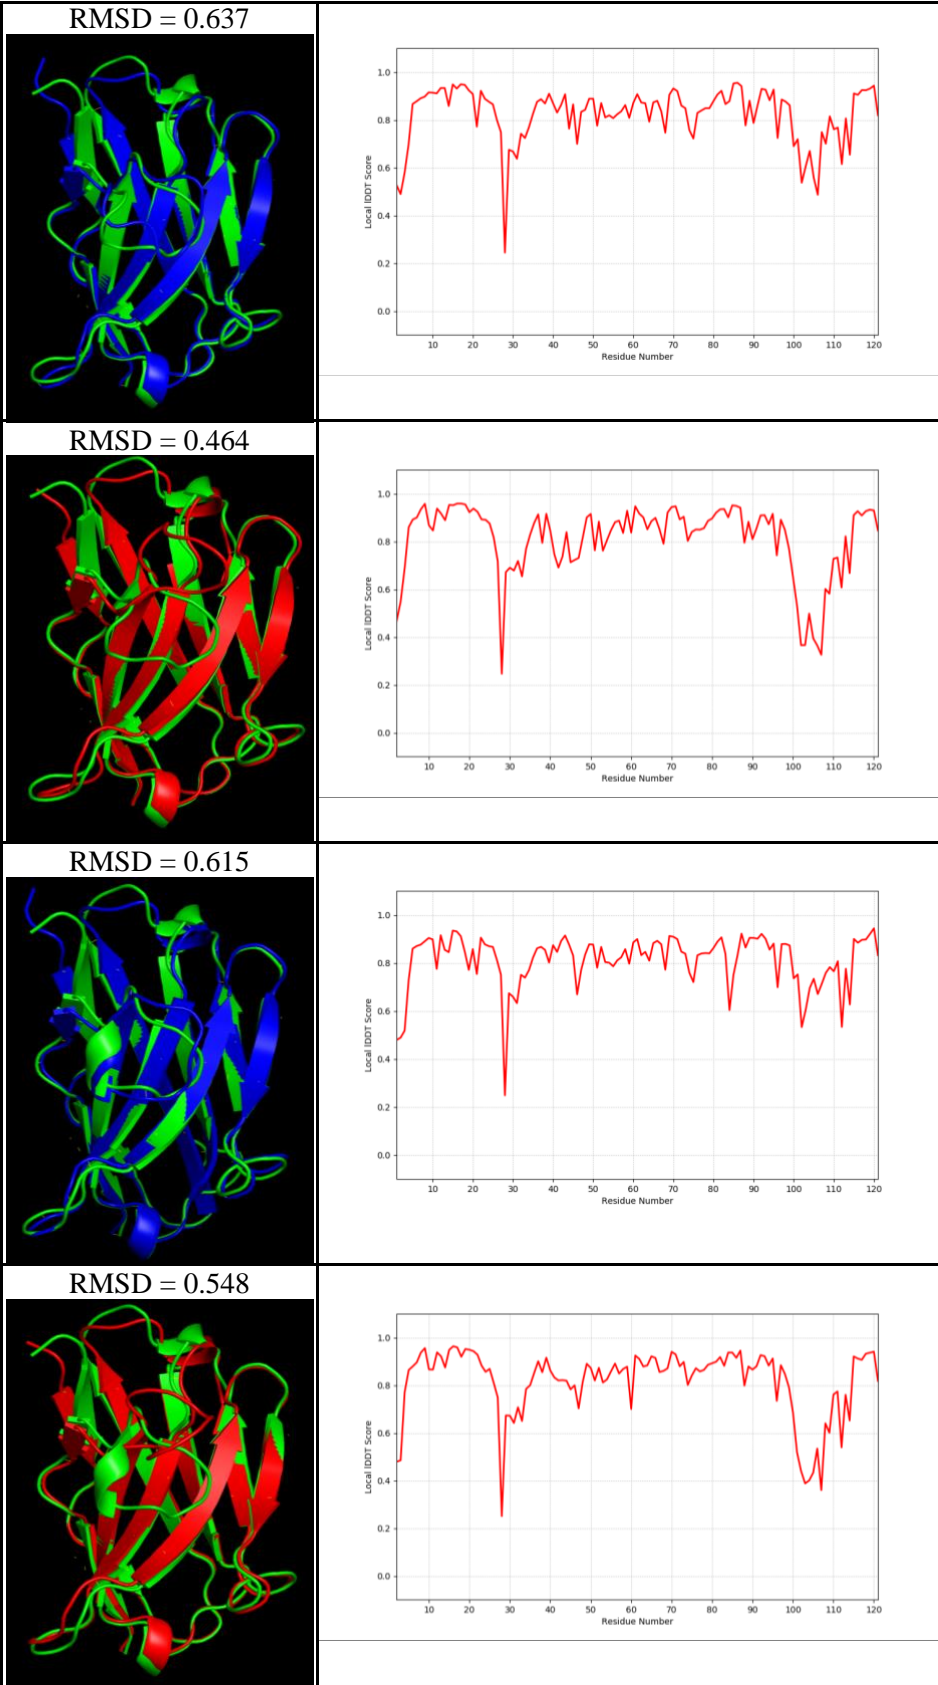 RMSD = 0.637
1.0
0.8
0.6
0.4
0.2
0.0
Local lDDT Score
10 20 30 40 50 60 70 80 90 100 110 120
Residue Number
RMSD = 0.464
1.0
0.8
0.6
0.4
0.2
0.0
Local lDDT Score
10 20 30 40 50 60 70 80 90 100 110 120
Residue Number
RMSD = 0.615
1.0
0.8
0.6
0.4
0.2
0.0
Local lDDT Score
10 20 30 40 50 60 70 80 90 100 110 120
Residue Number
RMSD = 0.548
1.0
0.8
0.6
0.4
0.2
0.0
Local lDDT Score
10 20 30 40 50 60 70 80 90 100 110 120
Residue Number